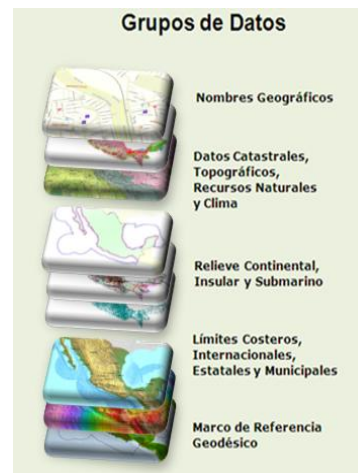 Grupos de Datos
Nombres Geográficos
Datos Catastrales,
Topográficos,
Recursos Naturales
y Clima
Relieve Continental,
Insular y Submarino
Límites Costeros,
Internacionales,
Estatales y Municipales
Marco de Referencia
Geodésico